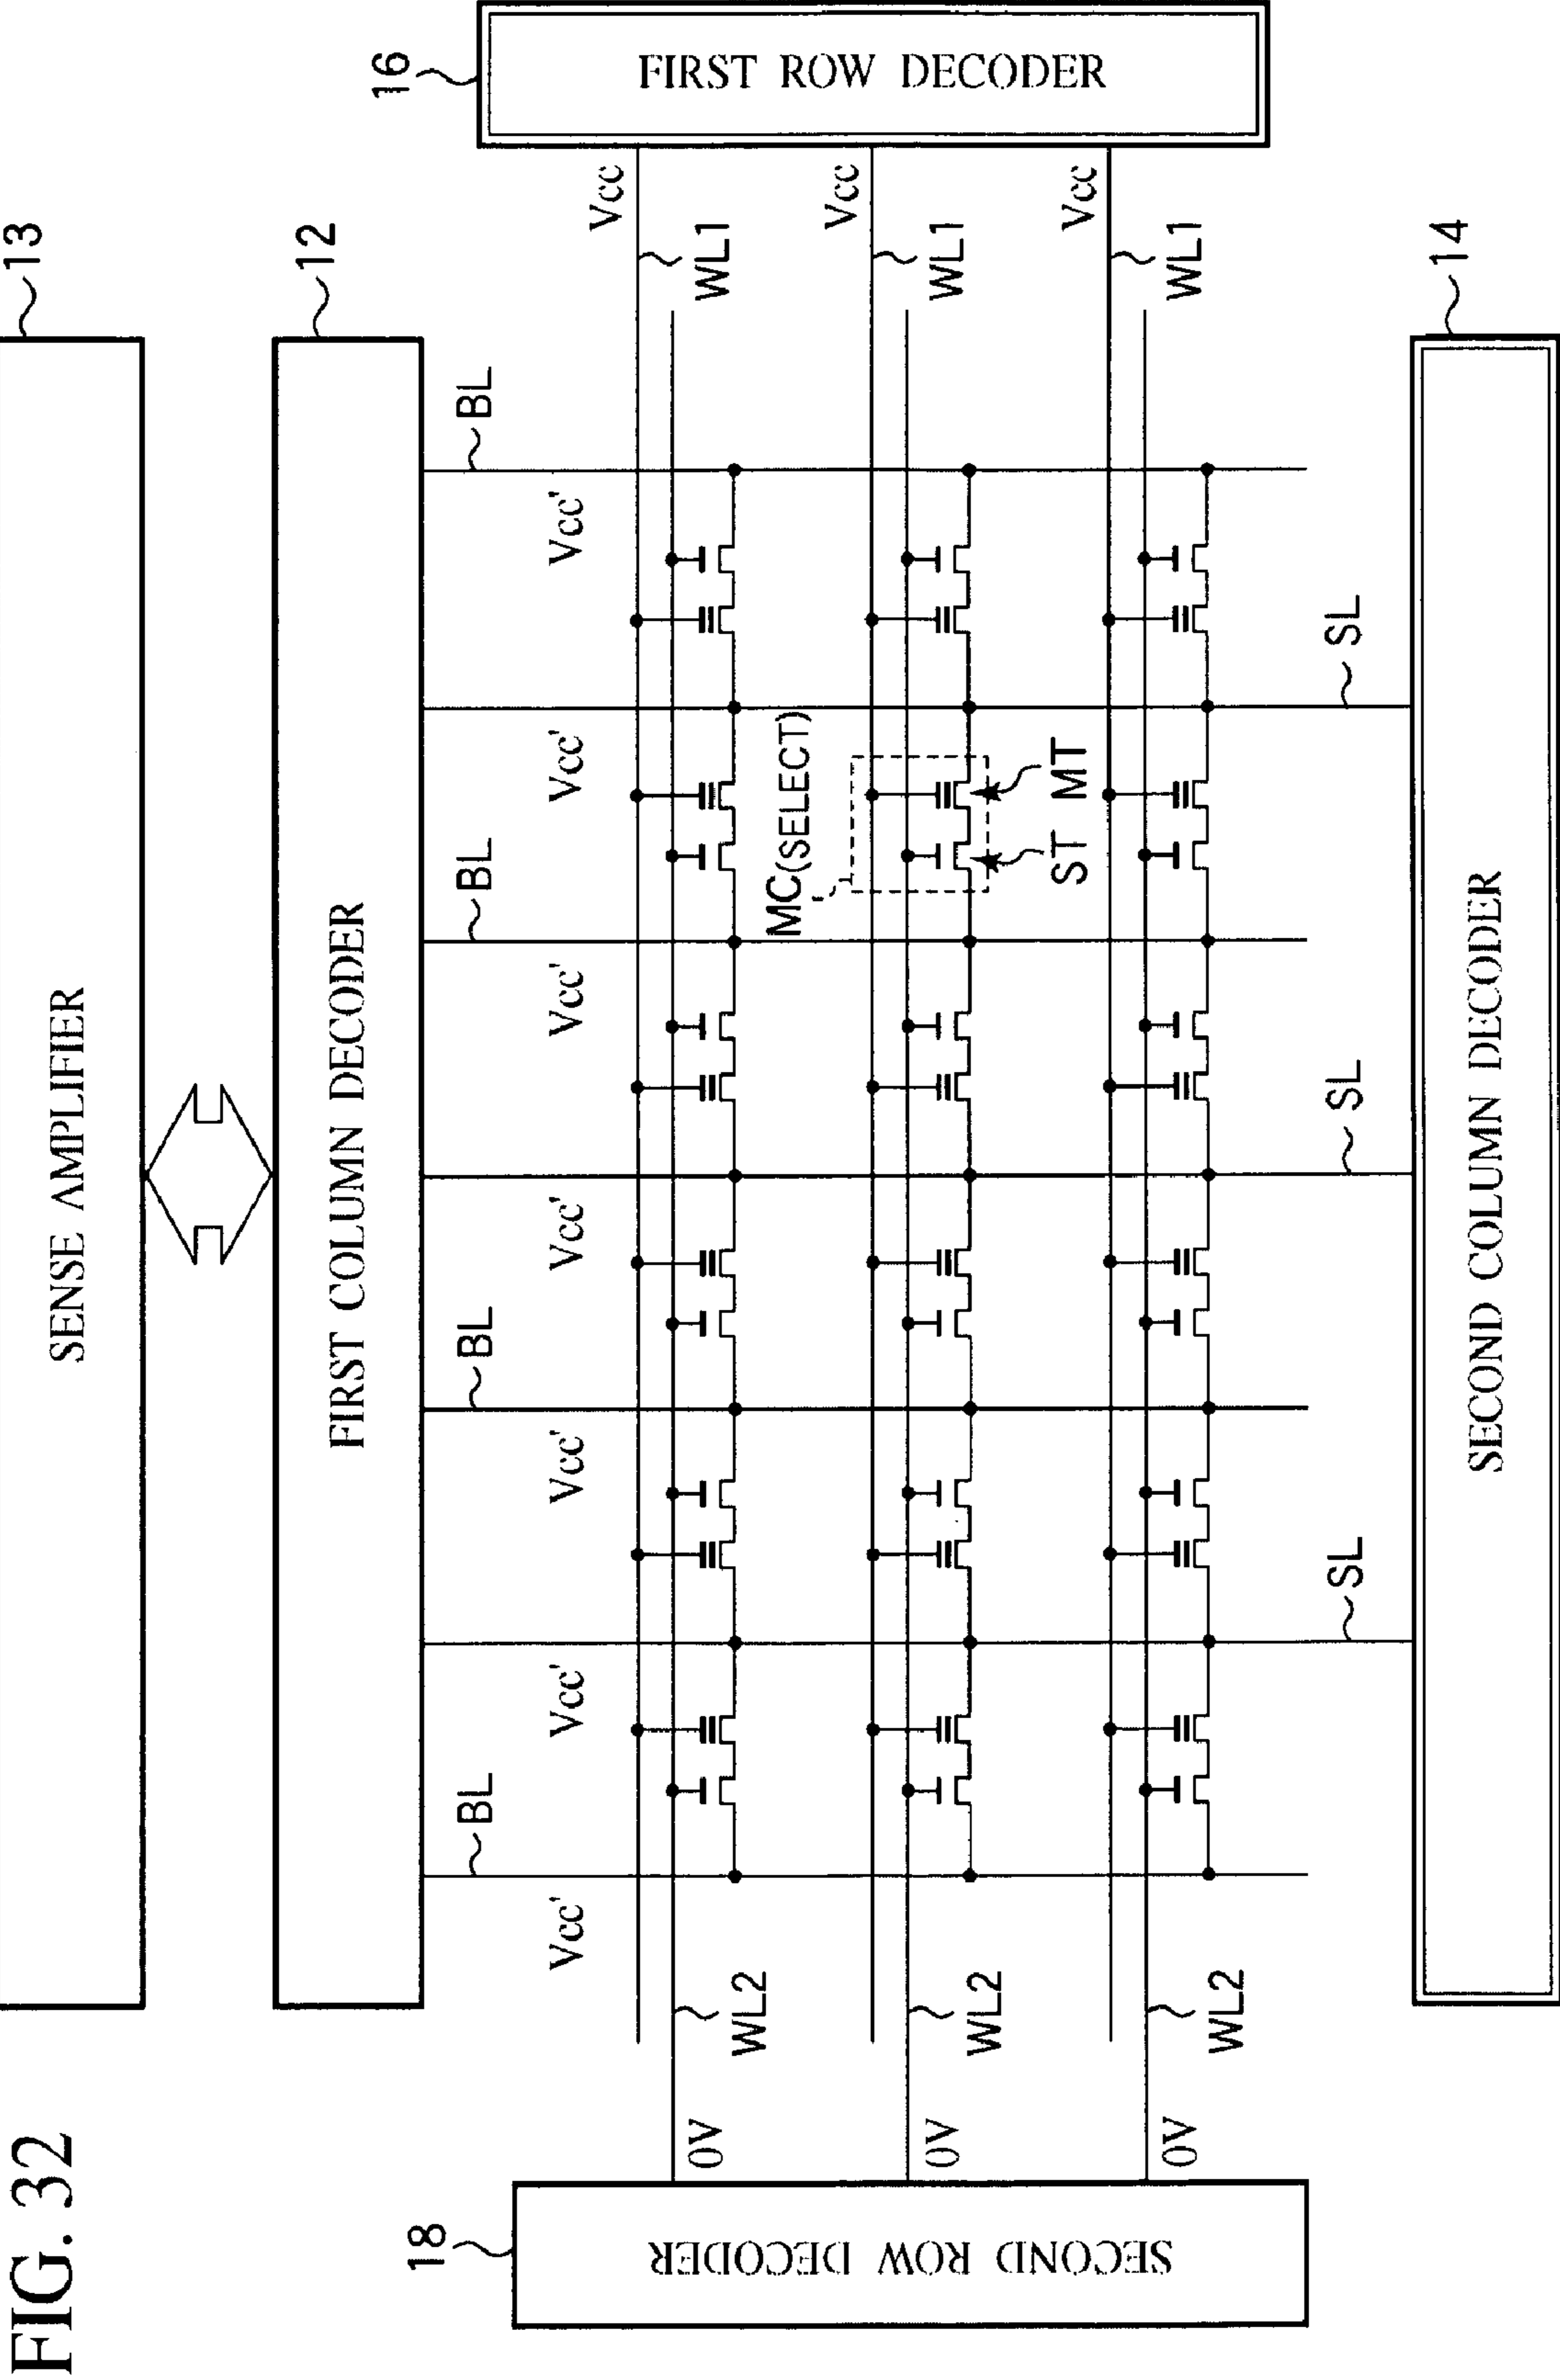 FIG. 32
SENSE AMPLIFIER
13
FIRST COLUMN DECODER
12
BL
BL
BL
BL
Vcc'
Vcc'
Vcc'
Vcc'
Vcc'
Vcc'
Vcc'
16
FIRST ROW DECODER
Vcc
WL1
Vcc
WL1
Vcc
WL1
MC(SELECT)
ST
MT
18
SECOND ROW DECODER
0V
WL2
0V
WL2
0V
WL2
SL
SL
SL
14
SECOND COLUMN DECODER